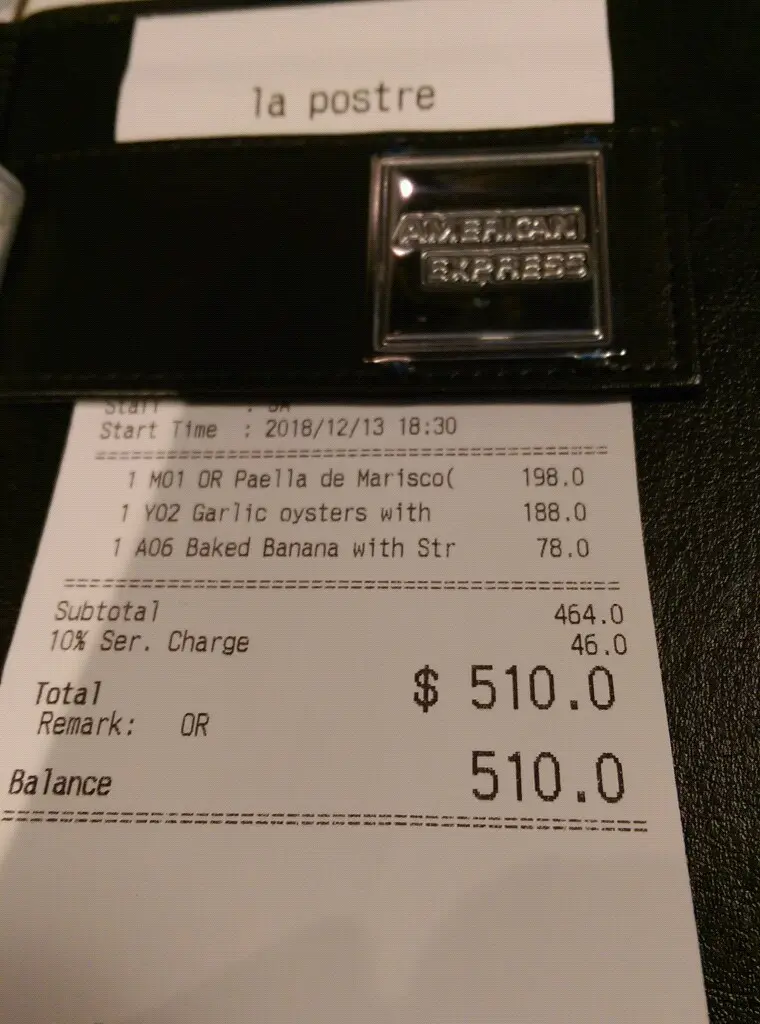 la postre
AMERICAN
EXPRESS
Start Time : 2018/12/13 18:30
1 M01 OR Paella de Marisco( 198.0
1 Y02 Garlic oysters with 188.0
1 A06 Baked Banana with Str 78.0
Subtotal 464.0
10% Ser. Charge 46.0
Total $ 510.0
Remark: OR
Balance 510.0